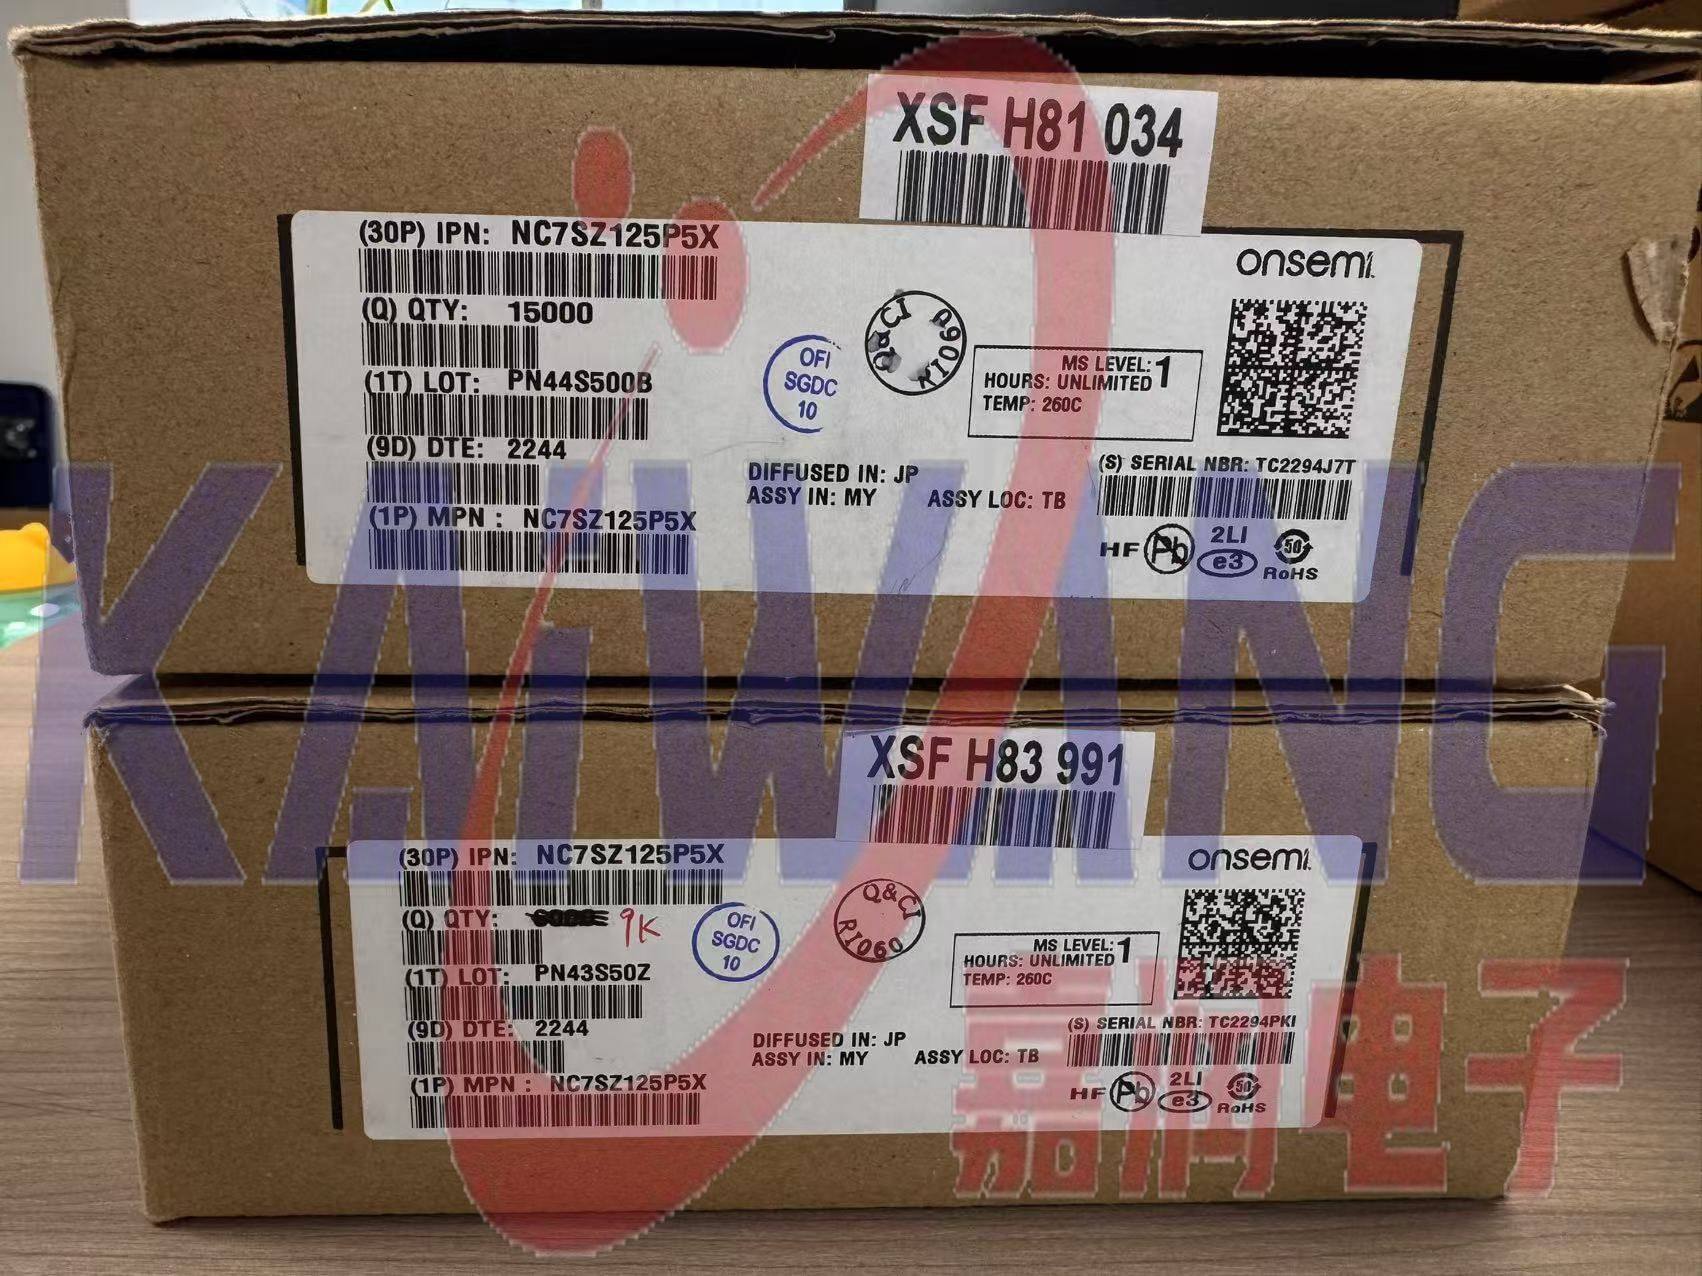 XSF H81 034
(30P) IPN: NC7SZ125P5X
onsemi
(Q) QTY: 15000
(1T) LOT: PN44S500B
(9D) DTE: 2244
(1P) MPN : NC7SZ125P5X
OFI
SGDC
10
Q&CI
RI06A
MS LEVEL: 1
HOURS: UNLIMITED
TEMP: 260C
DIFFUSED IN: JP
ASSY IN: MY ASSY LOC: TB
(S) SERIAL NBR: TC2294J7T
HF Pb 2LI
e3
50
RoHS
KAIWANG
XSF H83 991
(30P) IPN: NC7SZ125P5X
onsemi
(Q) QTY: 9K
(1T) LOT: PN43S50Z
(9D) DTE: 2244
(1P) MPN : NC7SZ125P5X
OFI
SGDC
10
Q&CI
RI060
MS LEVEL: 1
HOURS: UNLIMITED
TEMP: 260C
DIFFUSED IN: JP
ASSY IN: MY ASSY LOC: TB
(S) SERIAL NBR: TC2294PKI
HF Pb 2LI
e3
50
RoHS
电子